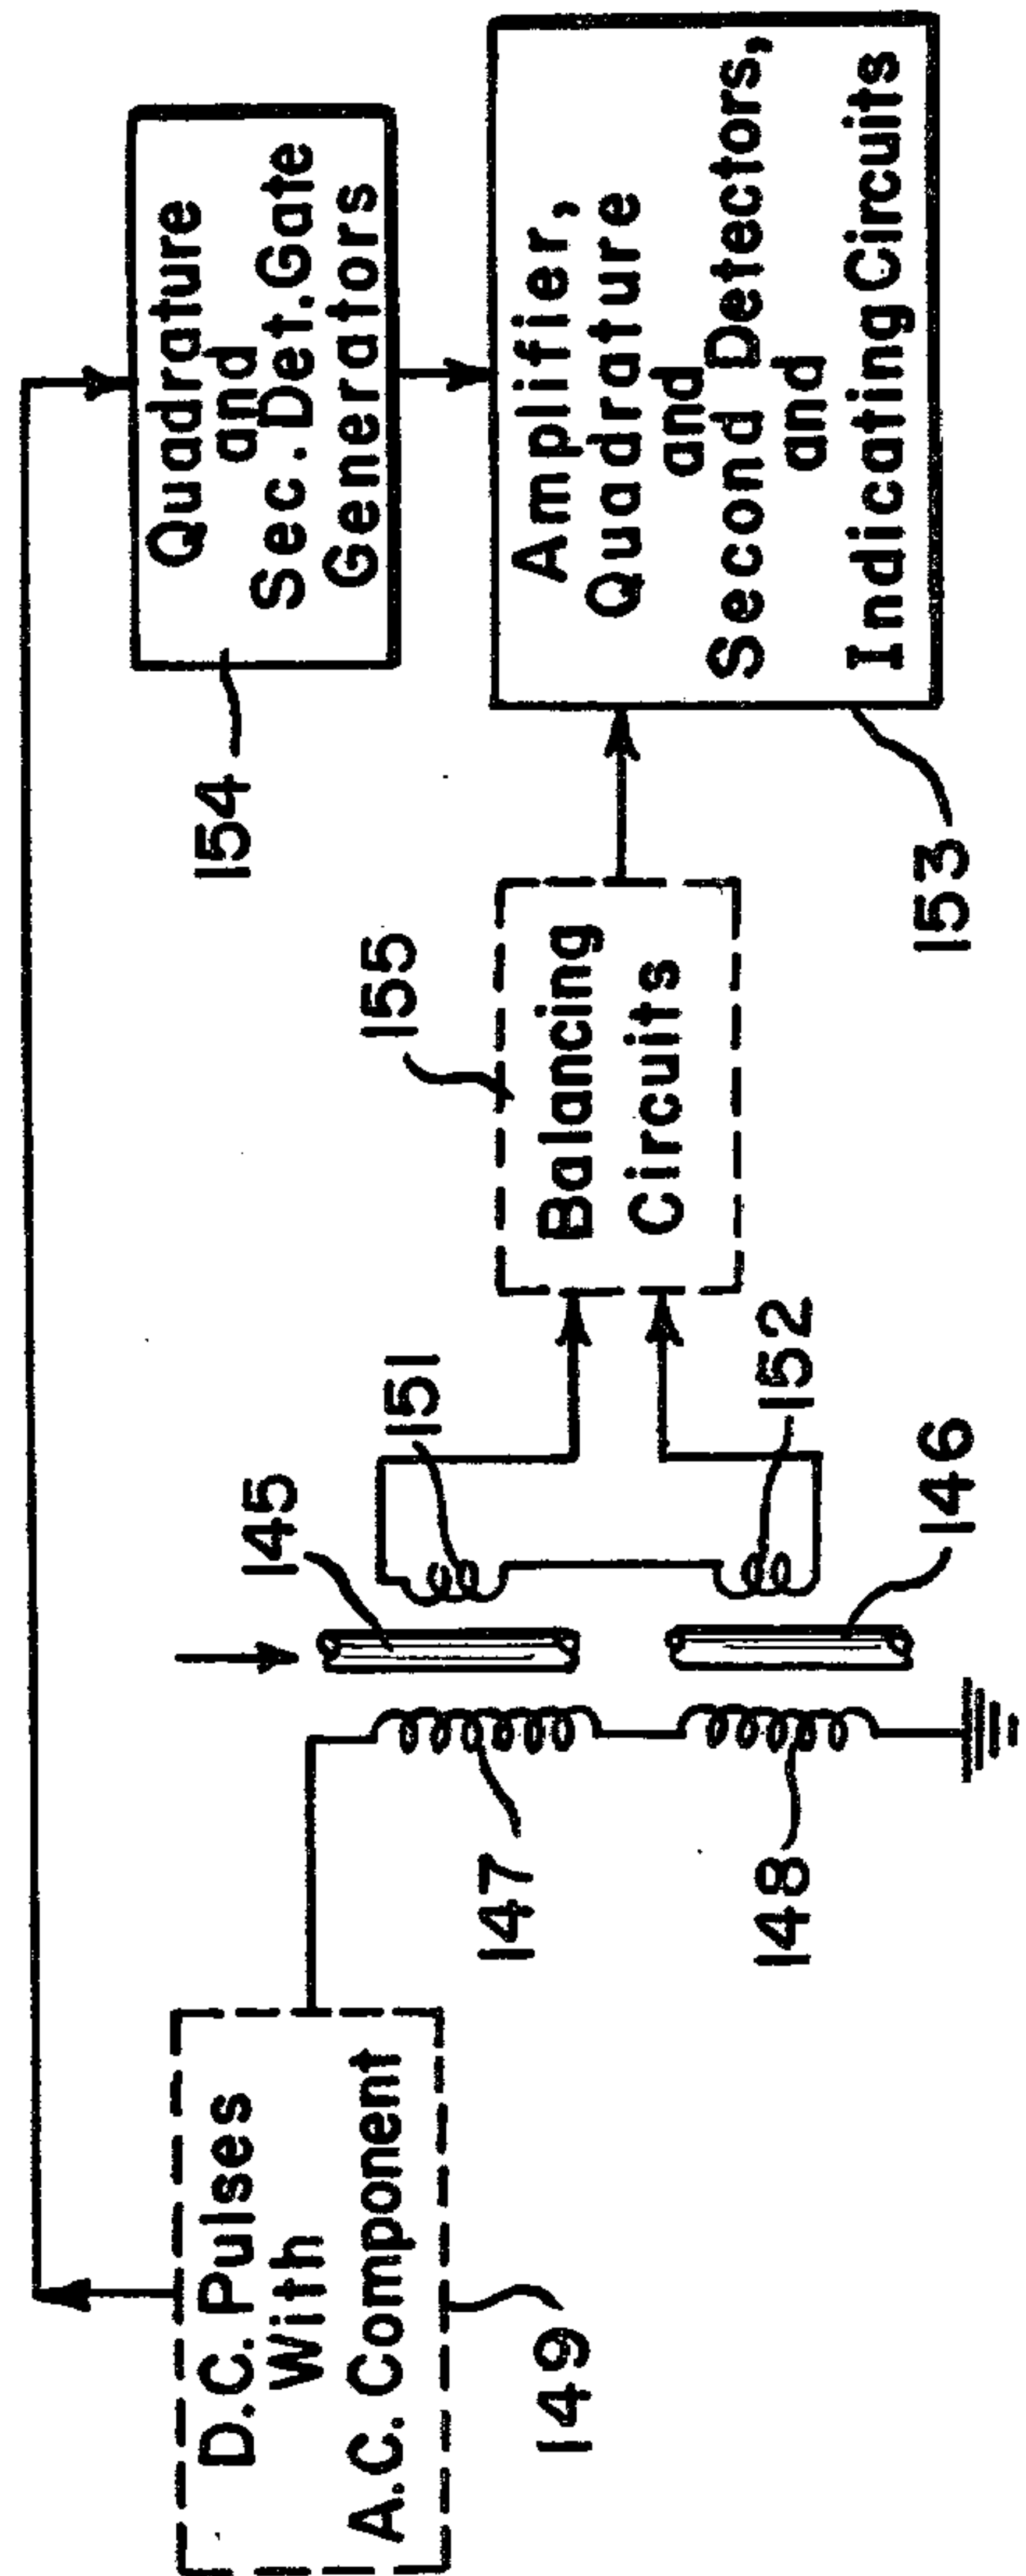 D.C. Pulses
With
A.C. Component
149
147
148
145
146
151
152
155
Balancing
Circuits
154
Quadrature
and
Sec. Det. Gate
Generators
Amplifier,
Quadrature
and
Second Detectors,
and
Indicating Circuits
153